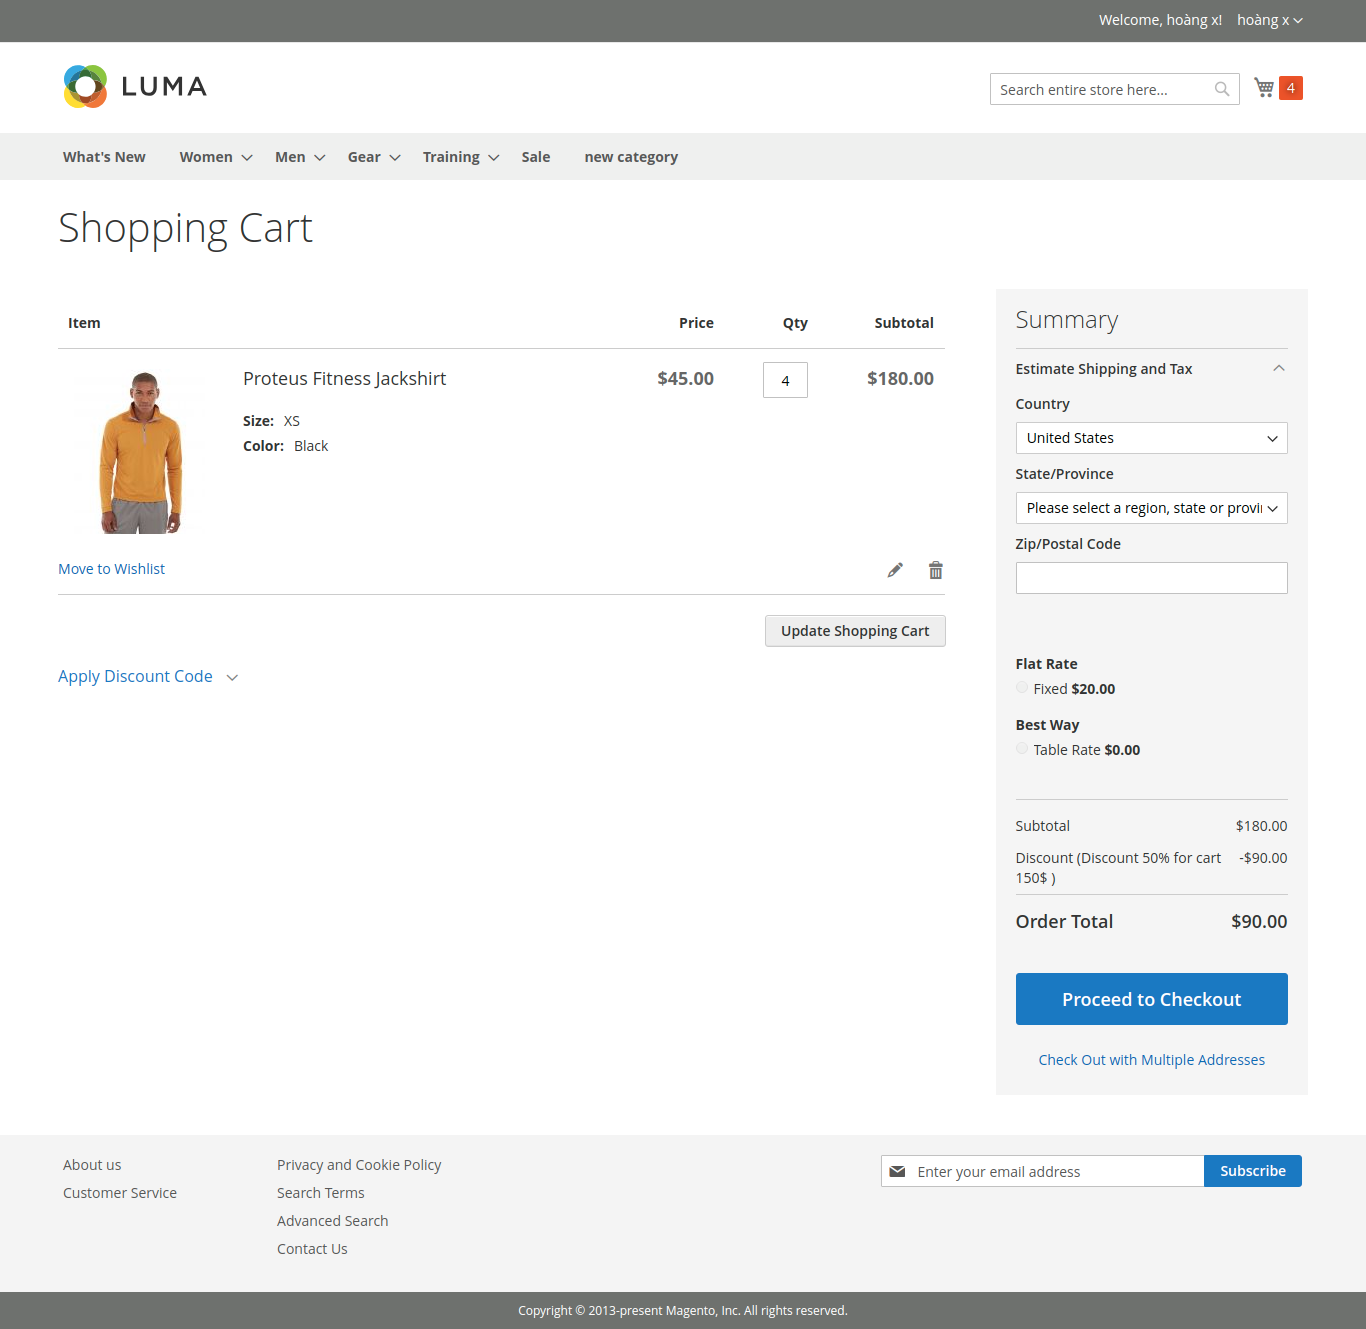 Welcome, hoàng x! hoàng x
LUMA
Search entire store here...
4
What's New Women Men Gear Training Sale new category
Shopping Cart
Item Price Qty Subtotal
Proteus Fitness Jackshirt $45.00 4 $180.00
Size: XS
Color: Black
Move to Wishlist
Update Shopping Cart
Apply Discount Code
Summary
Estimate Shipping and Tax
Country
United States
State/Province
Please select a region, state or provi
Zip/Postal Code
Flat Rate
Fixed $20.00
Best Way
Table Rate $0.00
Subtotal $180.00
Discount (Discount 50% for cart -$90.00
150$ )
Order Total $90.00
Proceed to Checkout
Check Out with Multiple Addresses
About us
Customer Service
Privacy and Cookie Policy
Search Terms
Advanced Search
Contact Us
Enter your email address Subscribe
Copyright © 2013-present Magento, Inc. All rights reserved.